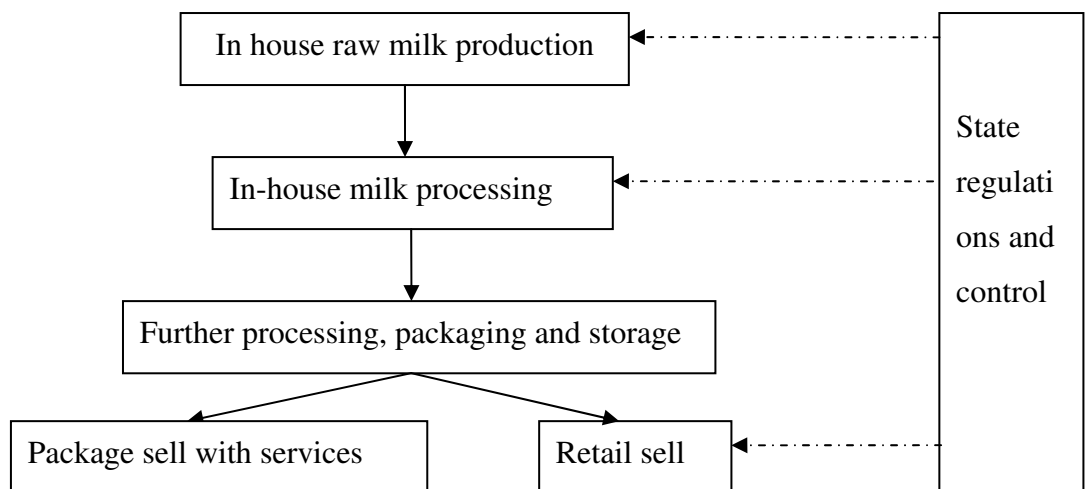 In house raw milk production
In-house milk processing
Further processing, packaging and storage
Package sell with services
Retail sell
State
regulati
ons and
control